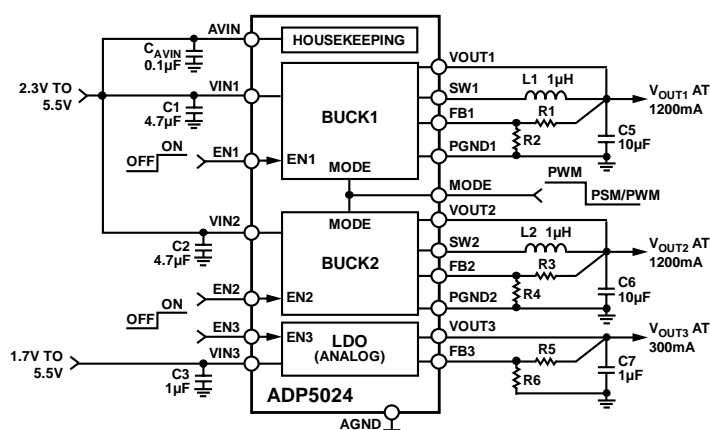 AVIN
C_AVIN
0.1µF
HOUSEKEEPING
VOUT1
2.3V TO
5.5V
VIN1
C1
4.7µF
BUCK1
SW1
L1 1µH
V_OUT1 AT
1200mA
FB1
R1
R2
C5
10µF
OFF
ON
EN1
EN1
PGND1
MODE
MODE
PWM
PSM/PWM
VIN2
C2
4.7µF
MODE
BUCK2
VOUT2
SW2
L2 1µH
V_OUT2 AT
1200mA
FB2
R3
R4
C6
10µF
OFF
ON
EN2
EN2
PGND2
EN3
EN3
LDO
(ANALOG)
VOUT3
V_OUT3 AT
300mA
1.7V TO
5.5V
VIN3
C3
1µF
FB3
R5
R6
C7
1µF
ADP5024
AGND